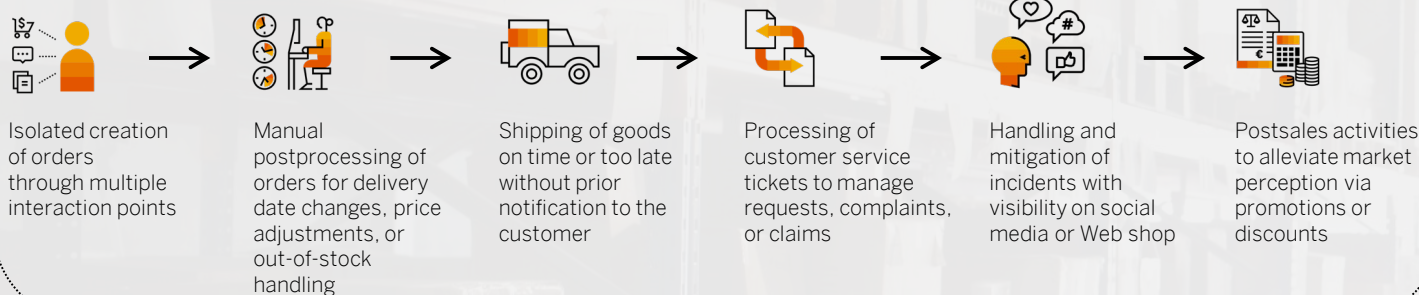 1$7
#
€
Isolated creation
of orders
through multiple
interaction points
Manual
postprocessing of
orders for delivery
date changes, price
adjustments, or
out-of-stock
handling
Shipping of goods
on time or too late
without prior
notification to the
customer
Processing of
customer service
tickets to manage
requests, complaints,
or claims
Handling and
mitigation of
incidents with
visibility on social
media or Web shop
Postsales activities
to alleviate market
perception via
promotions or
discounts